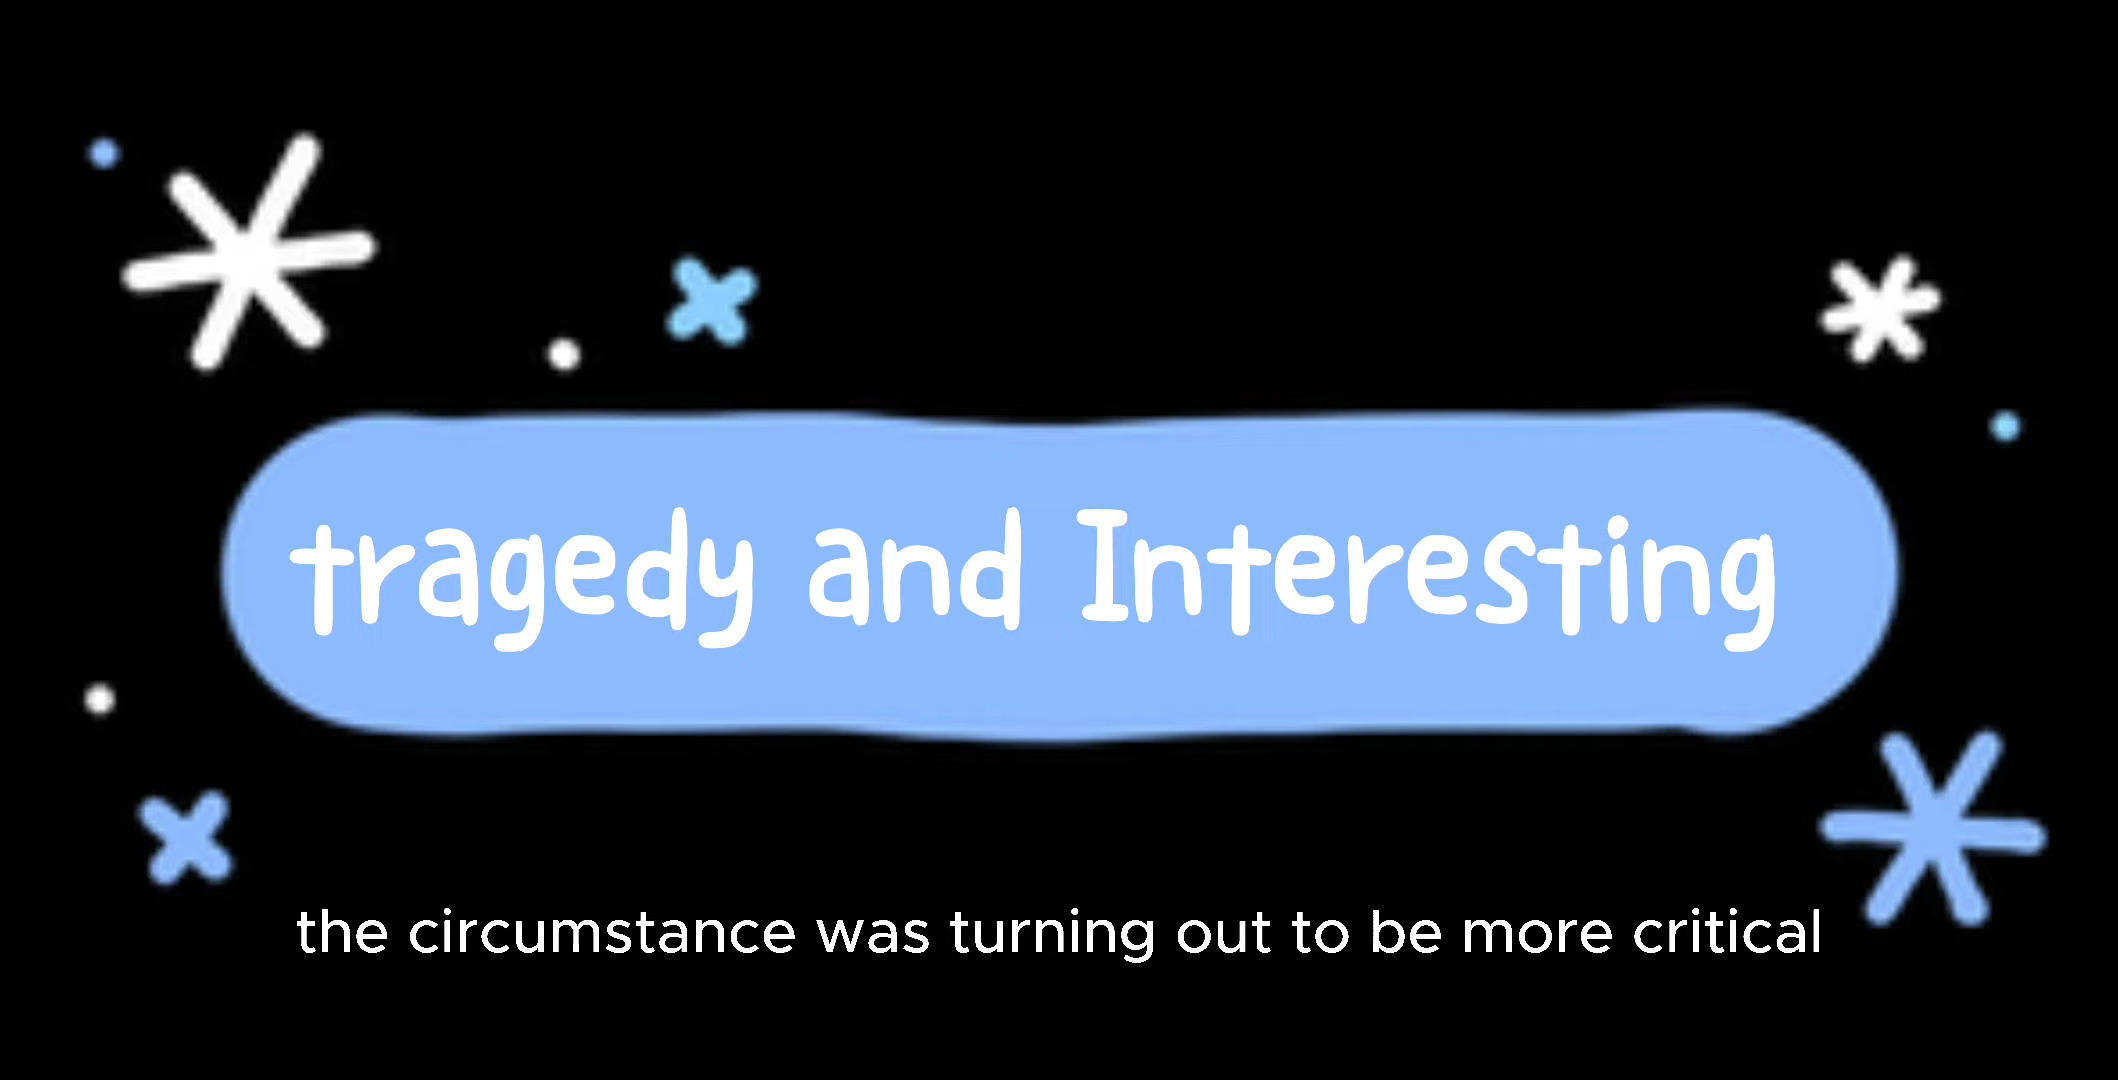 tragedy and Interesting
the circumstance was turning out to be more critical